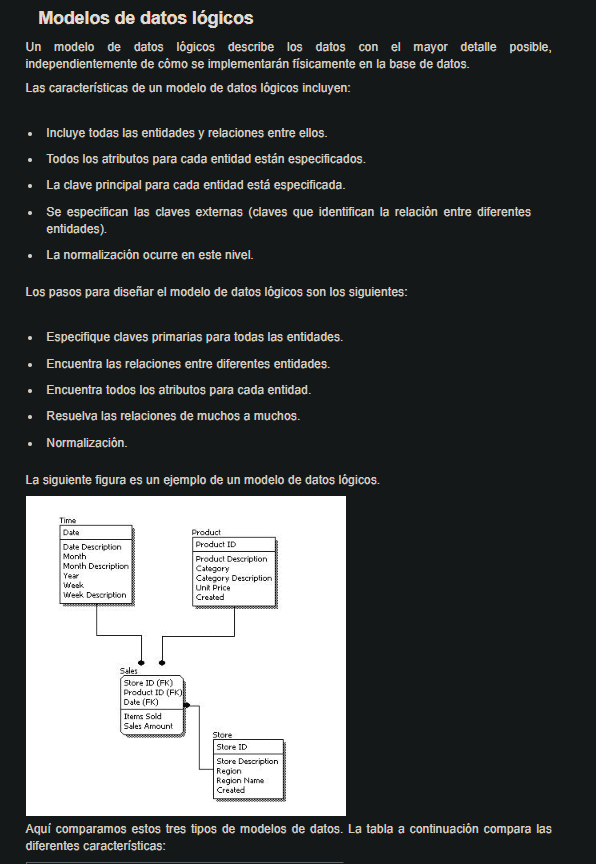 Modelos de datos lógicos
Un modelo de datos lógicos describe los datos con el mayor detalle posible,
independientemente de cómo se implementarán físicamente en la base de datos.
Las características de un modelo de datos lógicos incluyen:
Incluye todas las entidades y relaciones entre ellos.
Todos los atributos para cada entidad están especificados.
La clave principal para cada entidad está especificada.
Se especifican las claves externas (claves que identifican la relación entre diferentes
entidades).
La normalización ocurre en este nivel.
Los pasos para diseñar el modelo de datos lógicos son los siguientes:
Especifique claves primarias para todas las entidades.
Encuentra las relaciones entre diferentes entidades.
Encuentra todos los atributos para cada entidad.
Resuelva las relaciones de muchos a muchos.
Normalización.
La siguiente figura es un ejemplo de un modelo de datos lógicos.
Time
Date
Date Description
Month
Month Description
Year
Week
Week Description
Product
Product ID
Product Description
Category
Category Description
Unit Price
Created
Sales
Store ID (FK)
Product ID (FK)
Date (FK)
Items Sold
Sales Amount
Store
Store ID
Store Description
Region
Region Name
Created
Aquí comparamos estos tres tipos de modelos de datos. La tabla a continuación compara las
diferentes características: